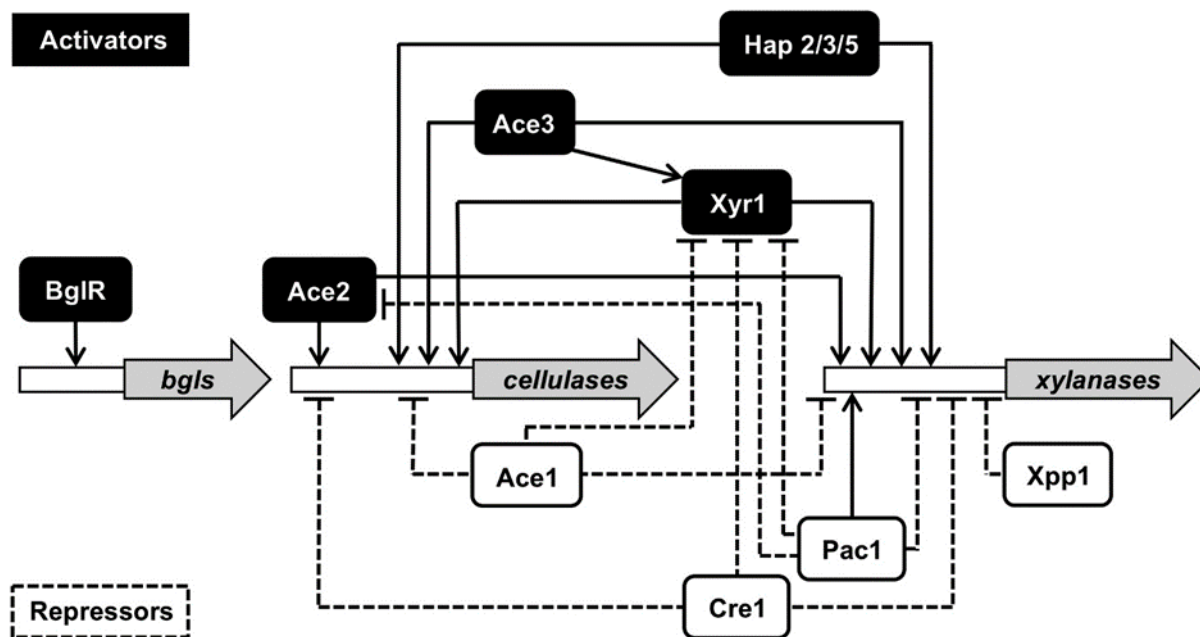 Activators
Hap 2/3/5
Ace3
Xyr1
BglR
Ace2
bgls
cellulases
xylanases
Ace1
Xpp1
Pac1
Cre1
Repressors